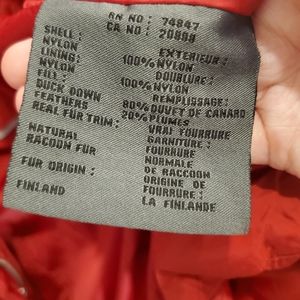 RN NO: 74847
CA NO: 20898
SHELL: EXTERIEUR:
NYLON 100% NYLON
LINING: DOUBLURE:
NYLON 100% NYLON
FILL: REMPLISSAGE:
DUCK DOWN 80% DUVET DE CANARD
FEATHERS 20% PLUMES
REAL FUR TRIM: VRAI FOURRURE
GARNITURE:
NATURAL FOURRURE
RACOON FUR NORMALE
DE RACCOON
FUR ORIGIN: ORIGINE DE
FOURRURE:
FINLAND LA FINLANDE